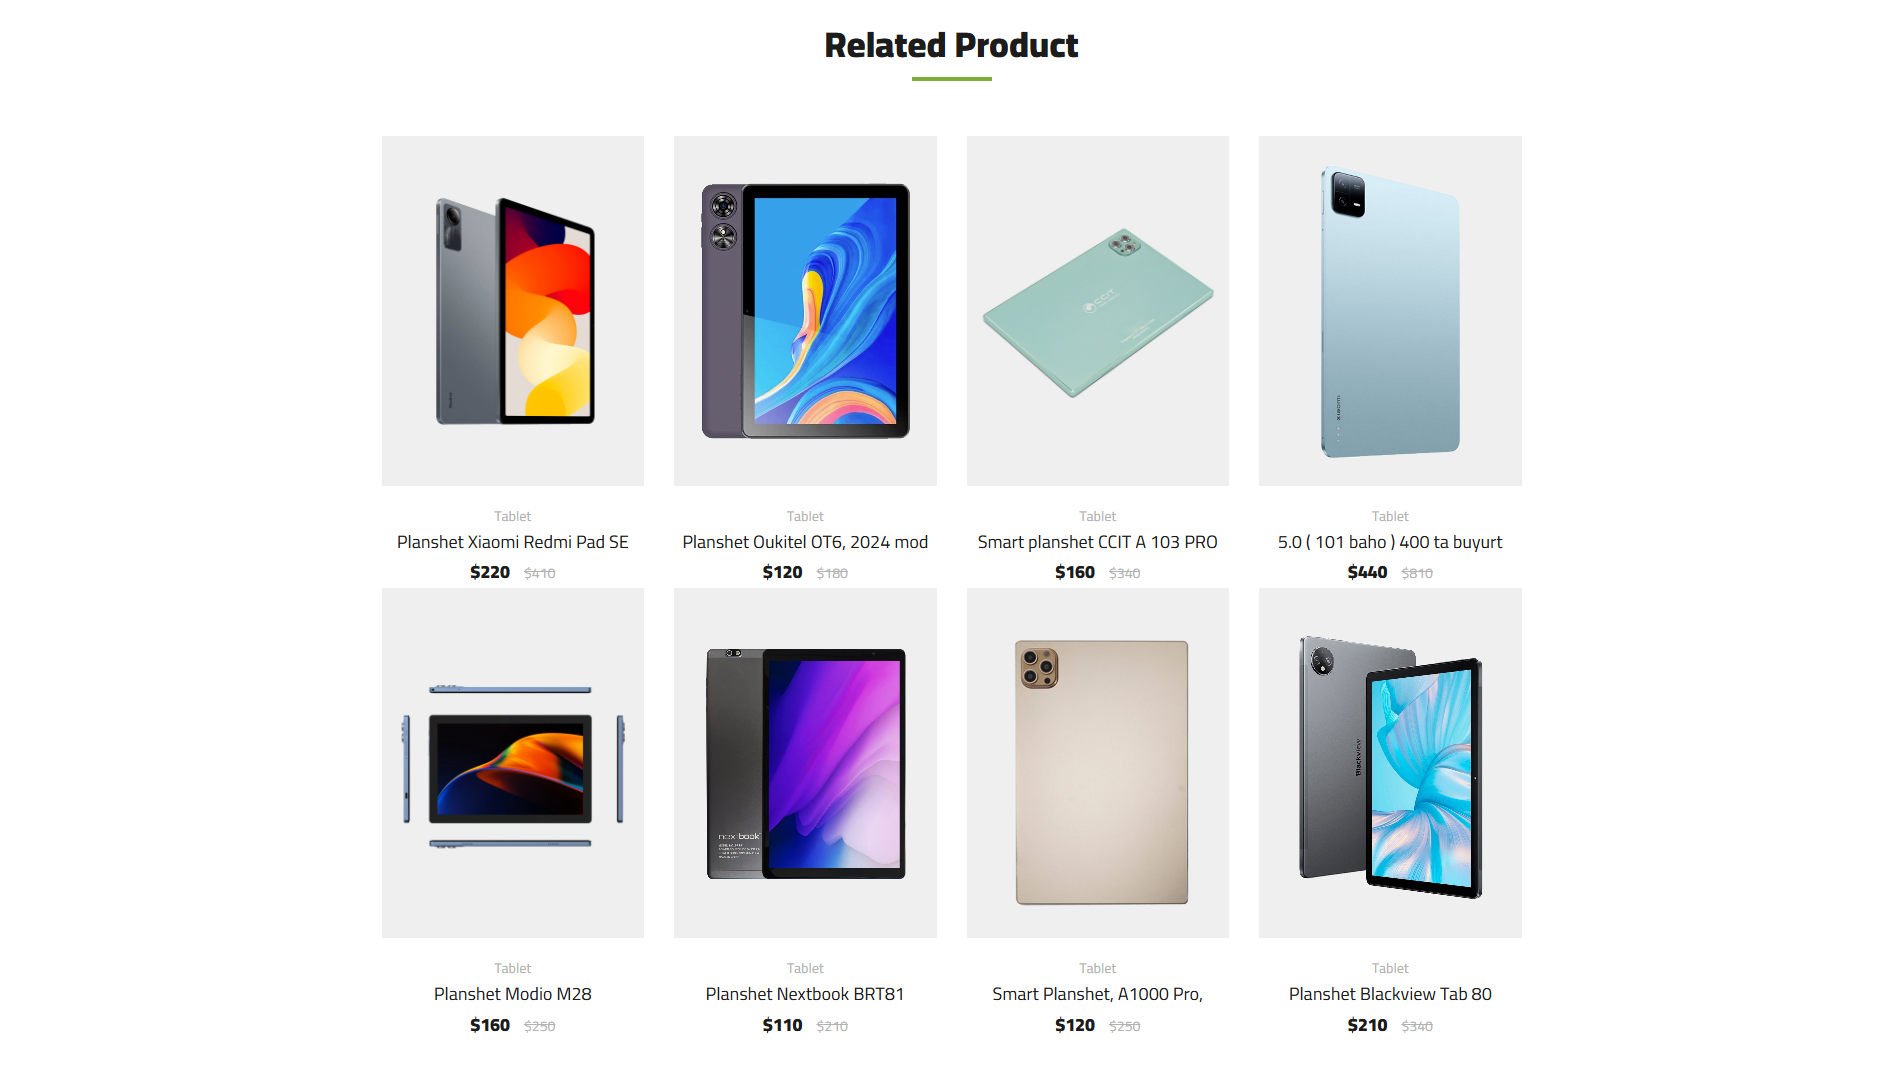 Related Product
CCIT
xiaomi
Tablet
Planshet Xiaomi Redmi Pad SE
$220 $410
Tablet
Planshet Oukitel OT6, 2024 mod
$120 $180
Tablet
Smart planshet CCIT A 103 PRO
$160 $340
Tablet
5.0 ( 101 baho ) 400 ta buyurt
$440 $810
nextbook
Blackview
Tablet
Planshet Modio M28
$160 $250
Tablet
Planshet Nextbook BRT81
$110 $210
Tablet
Smart Planshet, A1000 Pro,
$120 $250
Tablet
Planshet Blackview Tab 80
$210 $340